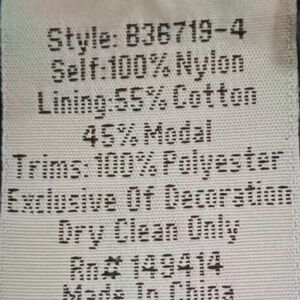 Style: B36719-4
Self:100% Nylon
Lining:55% Cotton
45% Modal
Trims:100% Polyester
Exclusive Of Decoration
Dry Clean Only
Rn# 149414
Made In China